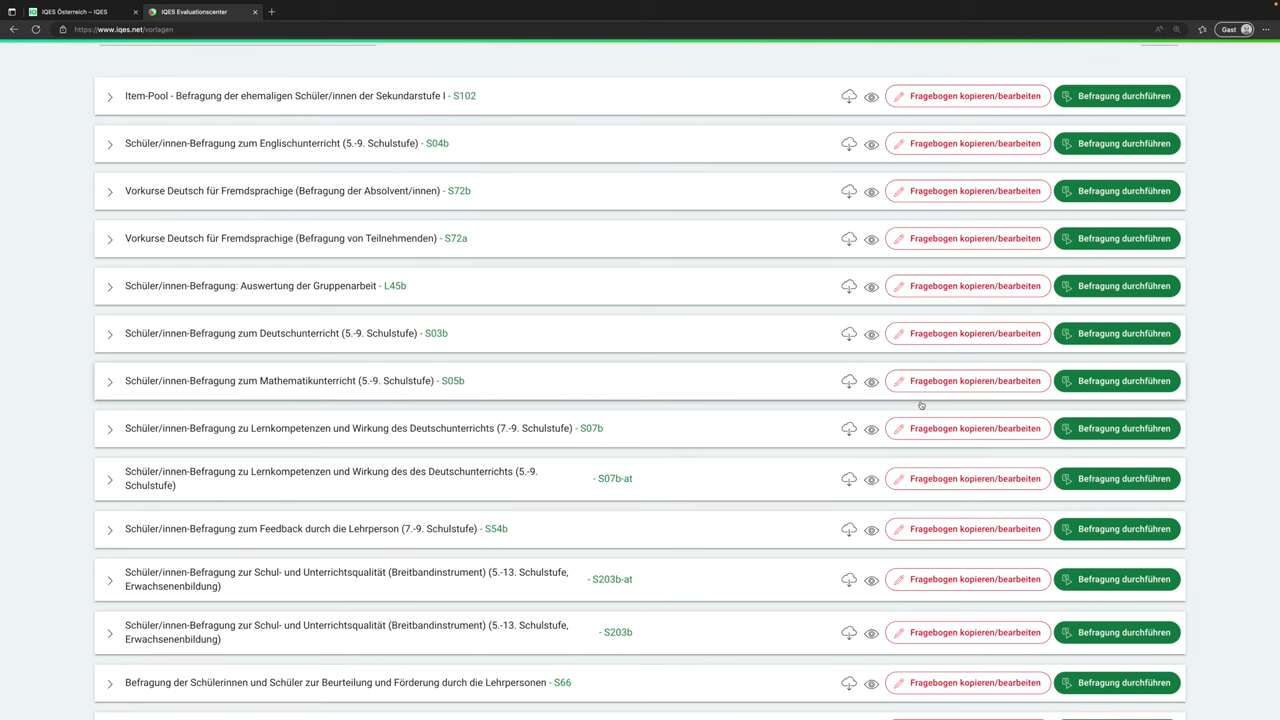 IQES Österreich – IQES
IQES Evaluationscenter
https://www.iqes.net/vorlagen
Gast
Item-Pool - Befragung der ehemaligen Schüler/innen der Sekundarstufe I - S102
Fragebogen kopieren/bearbeiten
Befragung durchführen
Schüler/innen-Befragung zum Englischunterricht (5.-9. Schulstufe) - S04b
Fragebogen kopieren/bearbeiten
Befragung durchführen
Vorkurse Deutsch für Fremdsprachige (Befragung der Absolvent/innen) - S72b
Fragebogen kopieren/bearbeiten
Befragung durchführen
Vorkurse Deutsch für Fremdsprachige (Befragung von Teilnehmenden) - S72a
Fragebogen kopieren/bearbeiten
Befragung durchführen
Schüler/innen-Befragung: Auswertung der Gruppenarbeit - L45b
Fragebogen kopieren/bearbeiten
Befragung durchführen
Schüler/innen-Befragung zum Deutschunterricht (5.-9. Schulstufe) - S03b
Fragebogen kopieren/bearbeiten
Befragung durchführen
Schüler/innen-Befragung zum Mathematikunterricht (5.-9. Schulstufe) - S05b
Fragebogen kopieren/bearbeiten
Befragung durchführen
Schüler/innen-Befragung zu Lernkompetenzen und Wirkung des Deutschunterrichts (7.-9. Schulstufe) - S07b
Fragebogen kopieren/bearbeiten
Befragung durchführen
Schüler/innen-Befragung zu Lernkompetenzen und Wirkung des des Deutschunterrichts (5.-9.
Schulstufe)
- S07b-at
Fragebogen kopieren/bearbeiten
Befragung durchführen
Schüler/innen-Befragung zum Feedback durch die Lehrperson (7.-9. Schulstufe) - S54b
Fragebogen kopieren/bearbeiten
Befragung durchführen
Schüler/innen-Befragung zur Schul- und Unterrichtsqualität (Breitbandinstrument) (5.-13. Schulstufe,
Erwachsenenbildung)
- S203b-at
Fragebogen kopieren/bearbeiten
Befragung durchführen
Schüler/innen-Befragung zur Schul- und Unterrichtsqualität (Breitbandinstrument) (5.-13. Schulstufe,
Erwachsenenbildung)
- S203b
Fragebogen kopieren/bearbeiten
Befragung durchführen
Befragung der Schülerinnen und Schüler zur Beurteilung und Förderung durch die Lehrpersonen - S66
Fragebogen kopieren/bearbeiten
Befragung durchführen